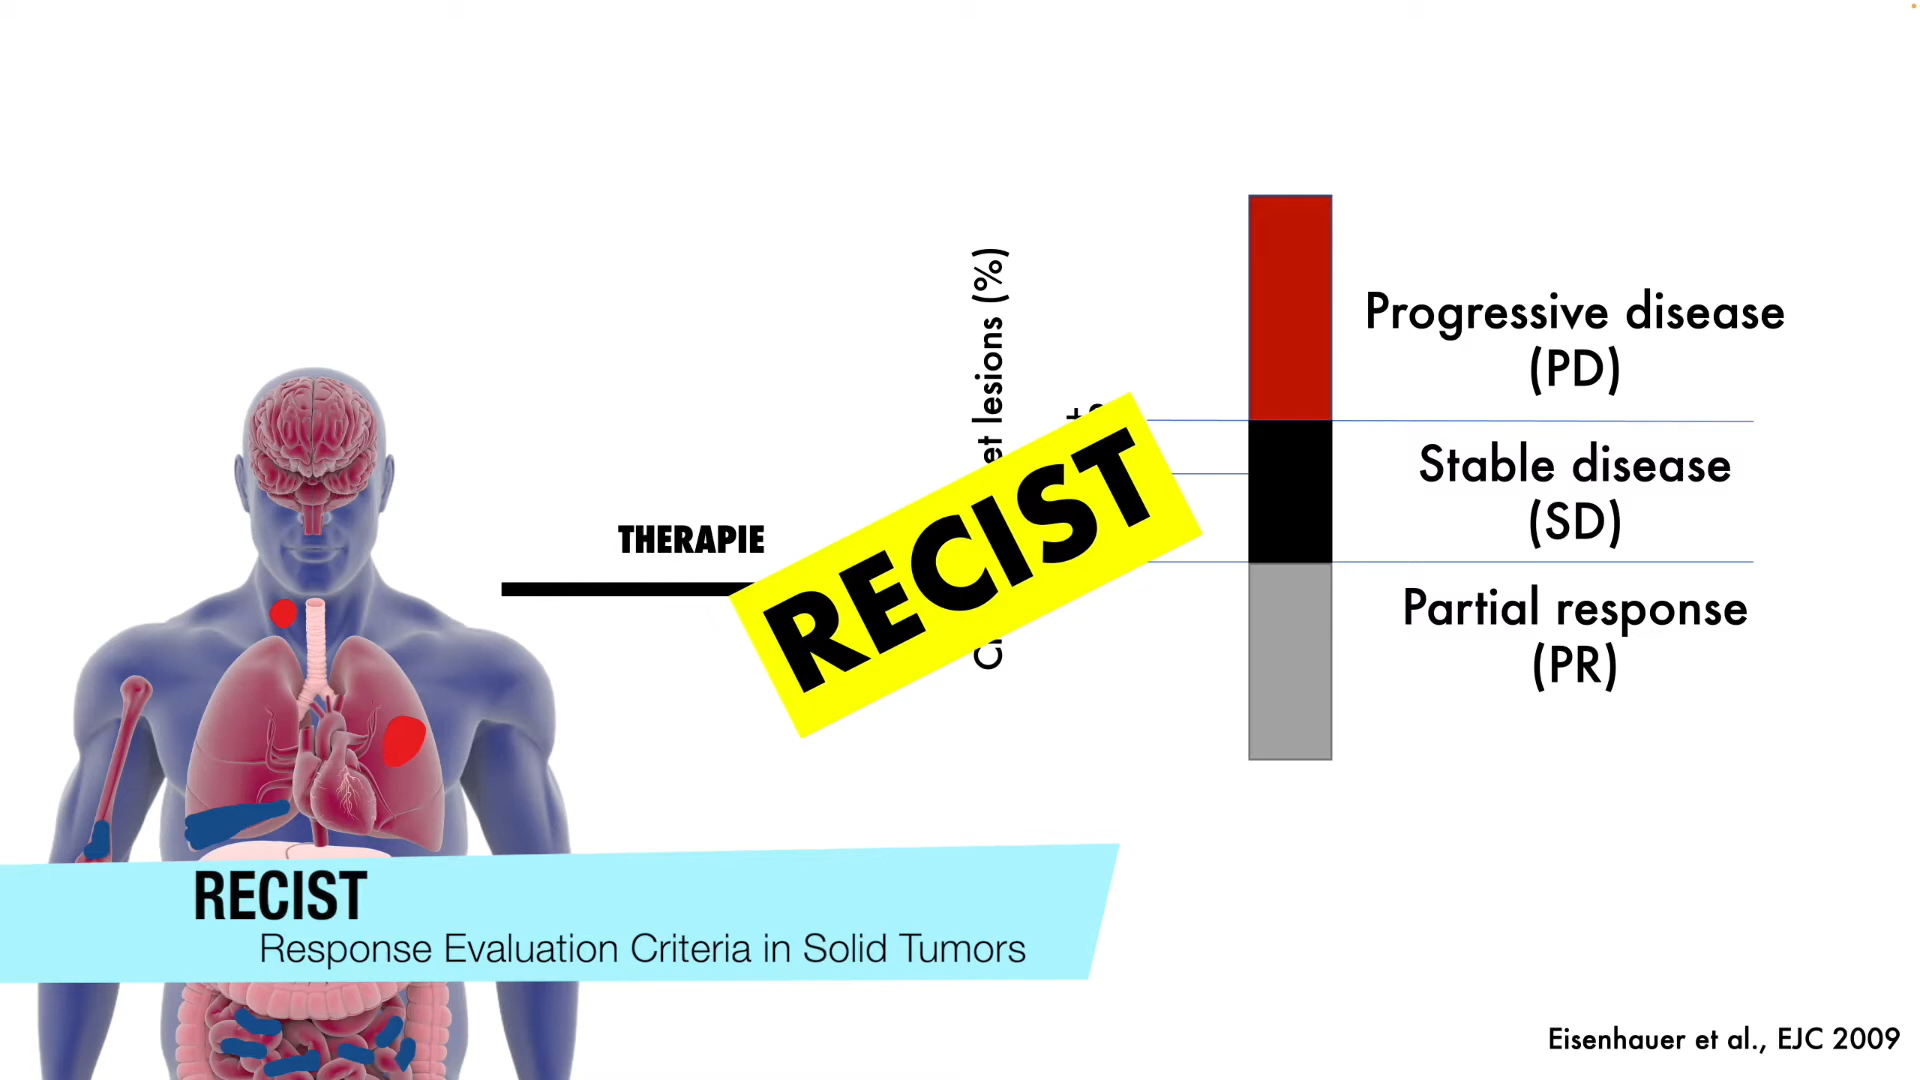 THERAPIE
RECIST
et lesions (%)
Progressive disease
(PD)
Stable disease
(SD)
Partial response
(PR)
RECIST
Response Evaluation Criteria in Solid Tumors
Eisenhauer et al., EJC 2009